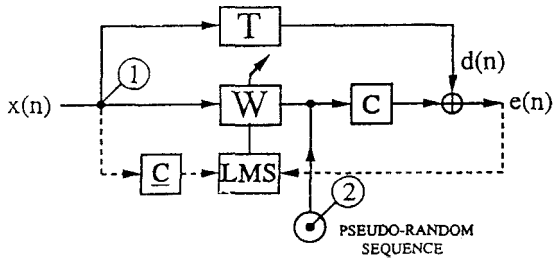 T
1
d(n)
x(n)
W
C
e(n)
C
LMS
2
PSEUDO-RANDOM
SEQUENCE